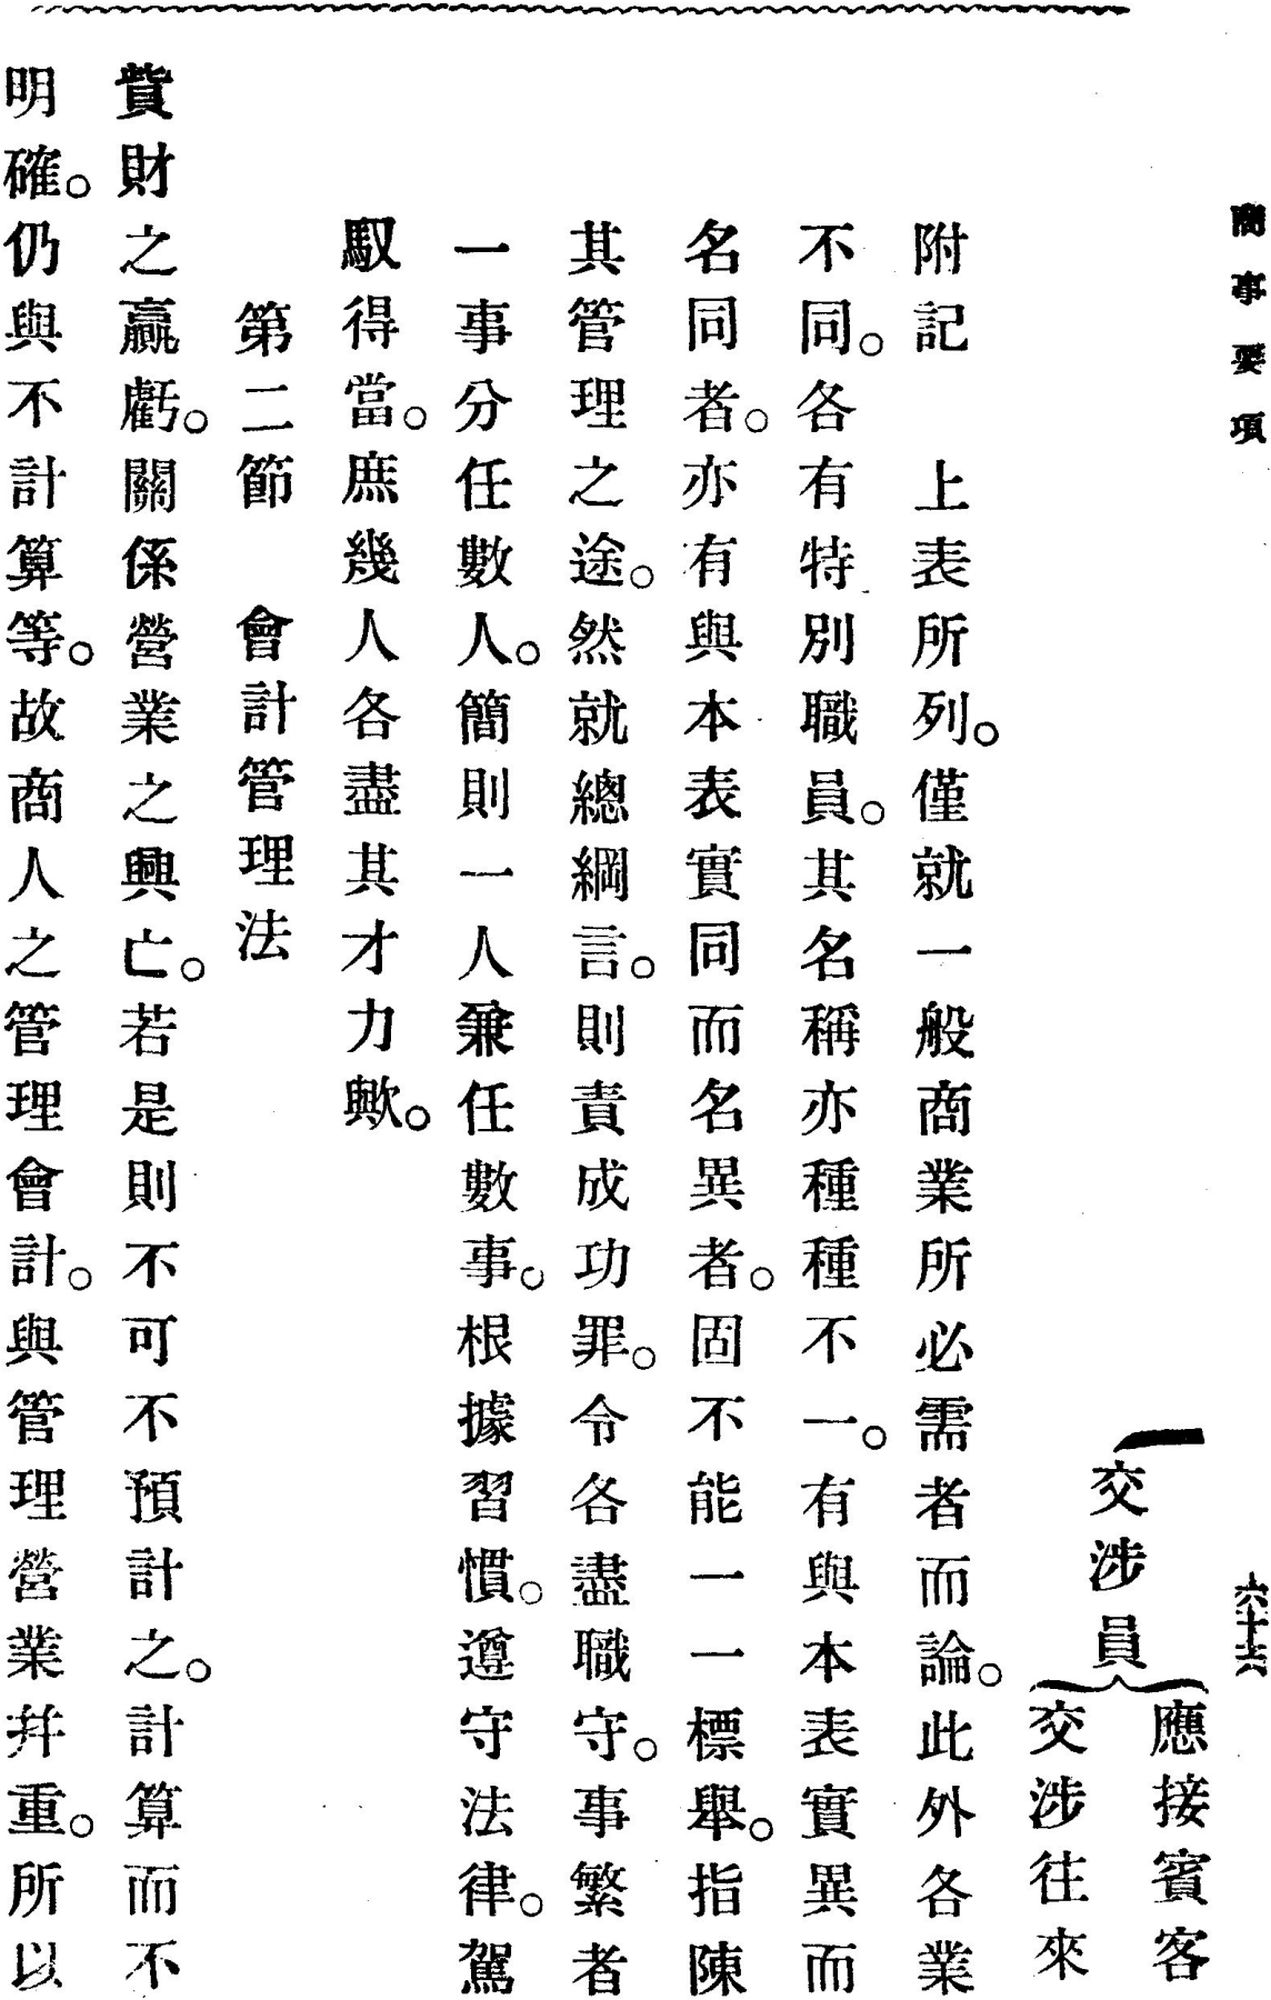 商事要項
六十六
交涉員
應接賓客
交涉往來
附記　上表所列。僅就一般商業所必需者而論。此外各業
不同。各有特別職員。其名稱亦種種不一。有與本表實異而
名同者。亦有與本表實同而名異者。固不能一一標舉。指陳
其管理之途。然就總綱言。則責成功罪。令各盡職守。事繁者
一事分任數人。簡則一人兼任數事。根據習慣。遵守法律。駕
馭得當。庶幾人各盡其才力歟。
第二節　會計管理法
貲財之贏虧。關係營業之興亡。若是則不可不預計之。計算而不
明確。仍與不計算等。故商人之管理會計。與管理營業幷重。所以